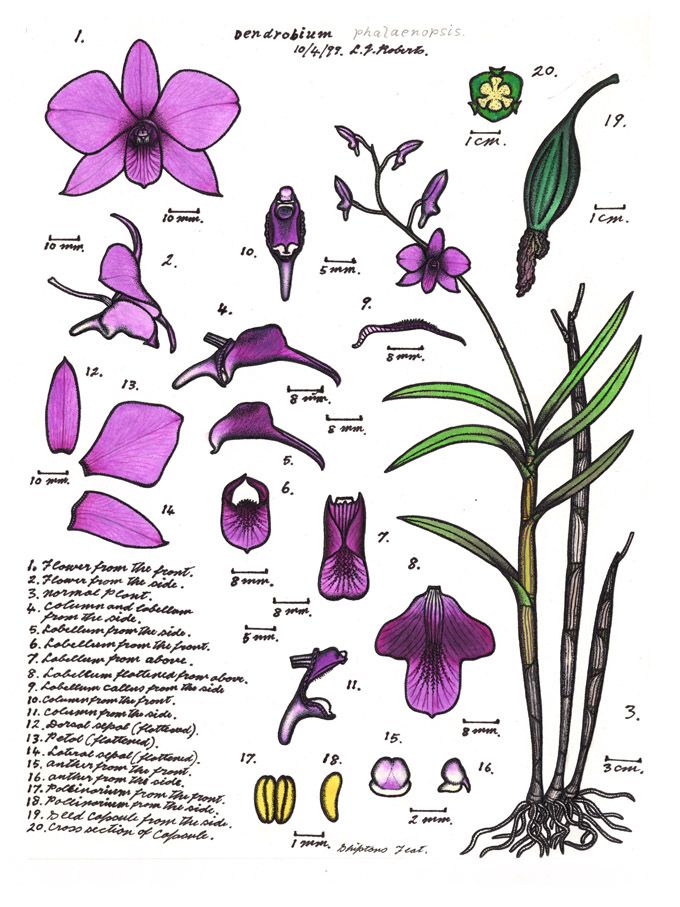 Dendrobium phalaenopsis.
10/4/99. L.J. Roberts.
1.
10 mm.
2.
10 mm.
10.
5 mm.
20.
1 cm.
19.
1 cm.
4.
8 mm.
9.
8 mm.
12.
13.
10 mm.
14
5.
8 mm.
6.
8 mm.
7.
8 mm.
8.
8 mm.
5 mm.
11.
3.
3 cm.
15.
16.
2 mm.
17.
18.
1 mm.
1. Flower from the front.
2. Flower from the side.
3 normal Plant.
4. Column and Labellum
from the side.
5. Labellum from the side.
6 Labellum from the front.
7 Labellum from above.
8 Labellum flattened from above.
9 Labellum callus from the side
10. Column from the front.
11 Column from the side.
12 Dorsal sepal (flattened).
13 Petal (flattened).
14 Lateral sepal (flattened).
15 anther from the front.
16 anther from the side.
17 Pollinarium from the front.
18 Pollinarium from the side.
19 Seed Capsule from the side.
20. Cross section of Capsule.